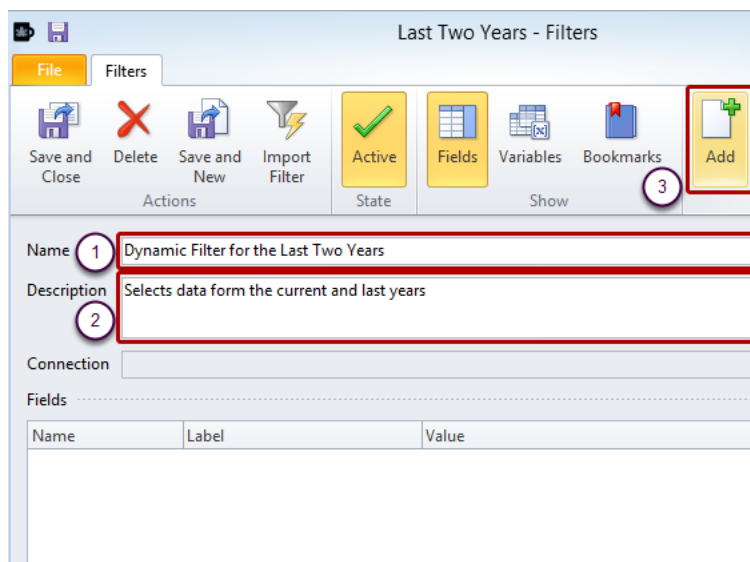 Last Two Years - Filters
File Filters
Save and Close
Delete
Save and New
Import Filter
Active
Fields
Variables
Bookmarks
Add
3
Actions
State
Show
Name 1 Dynamic Filter for the Last Two Years
Description Selects data form the current and last years
2
Connection
Fields
Name Label Value